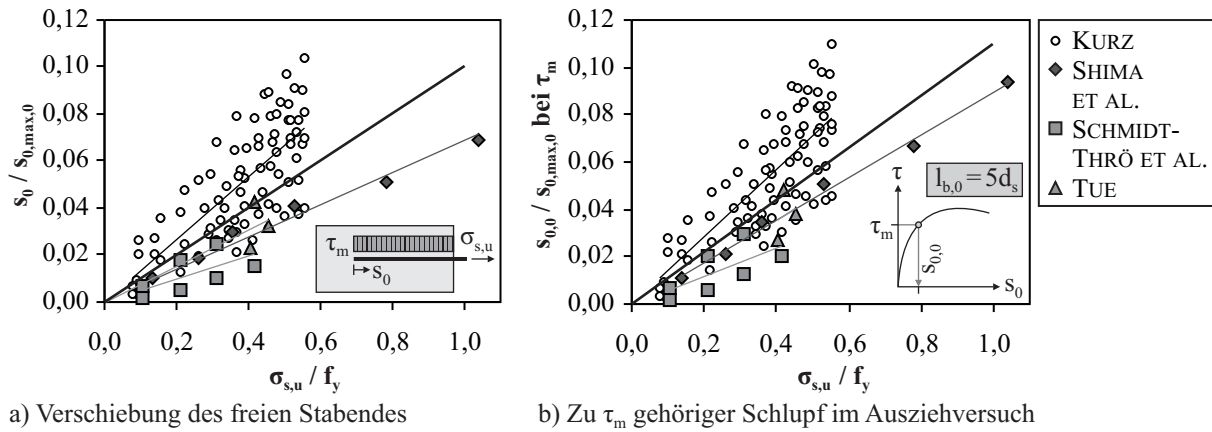 s₀ / s₀,max,0
0,12
0,10
0,08
0,06
0,04
0,02
0,00
0,0 0,2 0,4 0,6 0,8 1,0
σs,u / fy
τm
σs,u
s₀
a) Verschiebung des freien Stabendes
s₀,₀ / s₀,max,0 bei τm
0,12
0,10
0,08
0,06
0,04
0,02
0,00
0,0 0,2 0,4 0,6 0,8 1,0
σs,u / fy
lb,0 = 5ds
τ
τm
s₀,₀
s₀
b) Zu τm gehöriger Schlupf im Ausziehversuch
KURZ
SHIMA
ET AL.
SCHMIDT-
THRÖ ET AL.
TUE